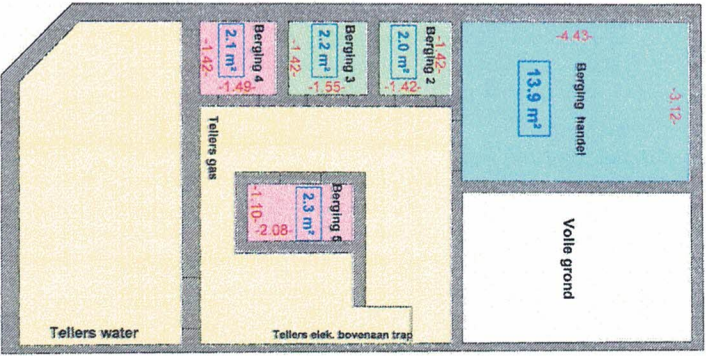 Berging 4
2.1 m²
-1.42-
-1.49-
Berging 3
2.2 m²
-1.42-
-1.55-
Berging 2
2.0 m²
-1.42-
-1.42-
-4.43-
-3.12-
Berging handel
13.9 m²
Tellers gas
Berging 5
2.3 m²
-1.10-
-2.08-
Volle grond
Tellers water
Tellers elek. bovenaan trap